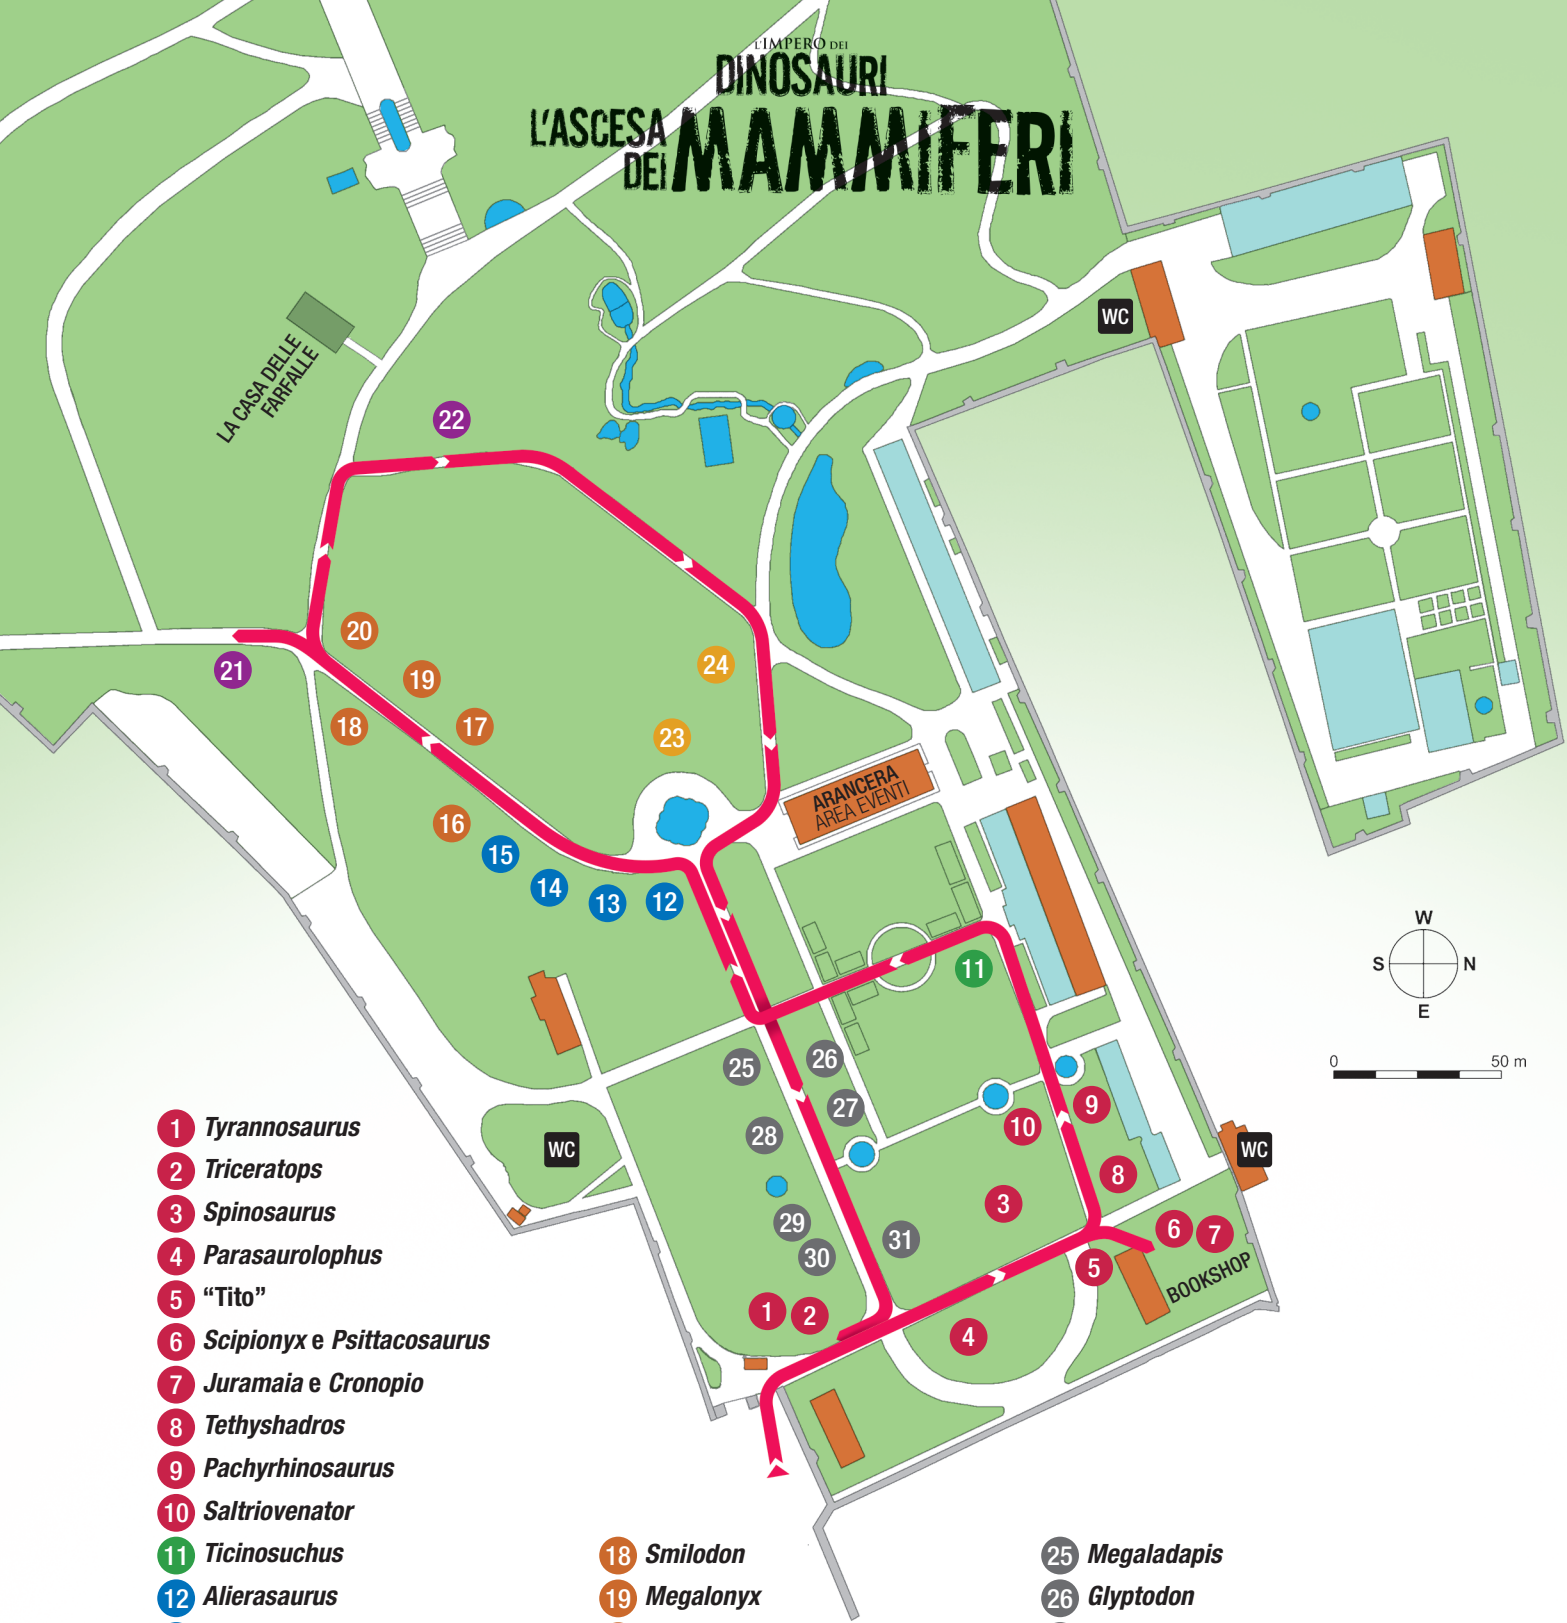 L'IMPERO DEI
DINOSAURI
L'ASCESA
DEI MAMMIFERI
WC
LA CASA DELLE
FARFALLE
22
20
21
19
24
18
17
23
ARANCERA
AREA EVENTI
16
15
14
13
12
11
W
S N
E
0 50 m
25
26
27
9
10
28
WC
WC
8
3
29
6
7
31
30
5
BOOKSHOP
1
2
4
1 Tyrannosaurus
2 Triceratops
3 Spinosaurus
4 Parasaurolophus
5 “Tito”
6 Scipionyx e Psittacosaurus
7 Juramaia e Cronopio
8 Tethyshadros
9 Pachyrhinosaurus
10 Saltriovenator
11 Ticinosuchus
12 Alierasaurus
18 Smilodon
19 Megalonyx
25 Megaladapis
26 Glyptodon